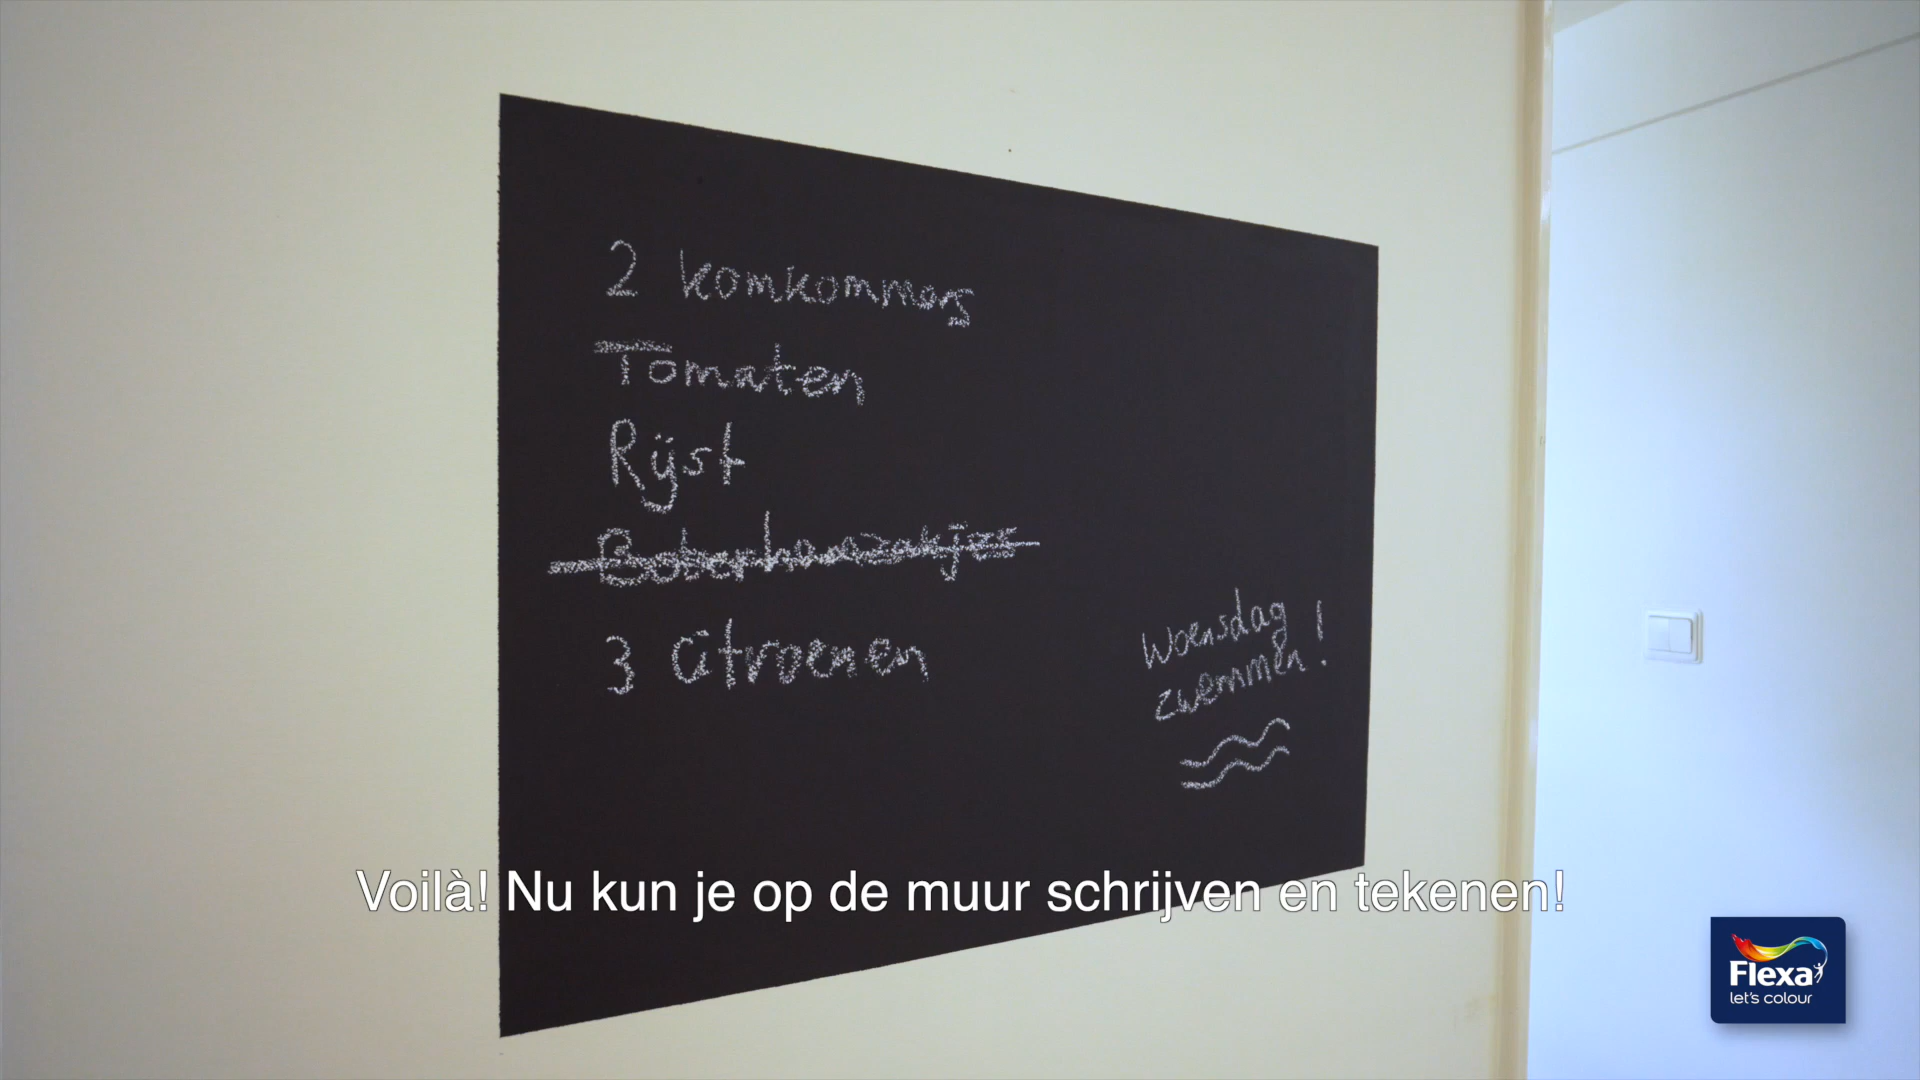 2 komkommers
Tomaten
Rijst
Boterhamzakjes
3 Citroenen
Woensdag
zwemmen!
Voilà! Nu kun je op de muur schrijven en tekenen!
Flexa
let's colour